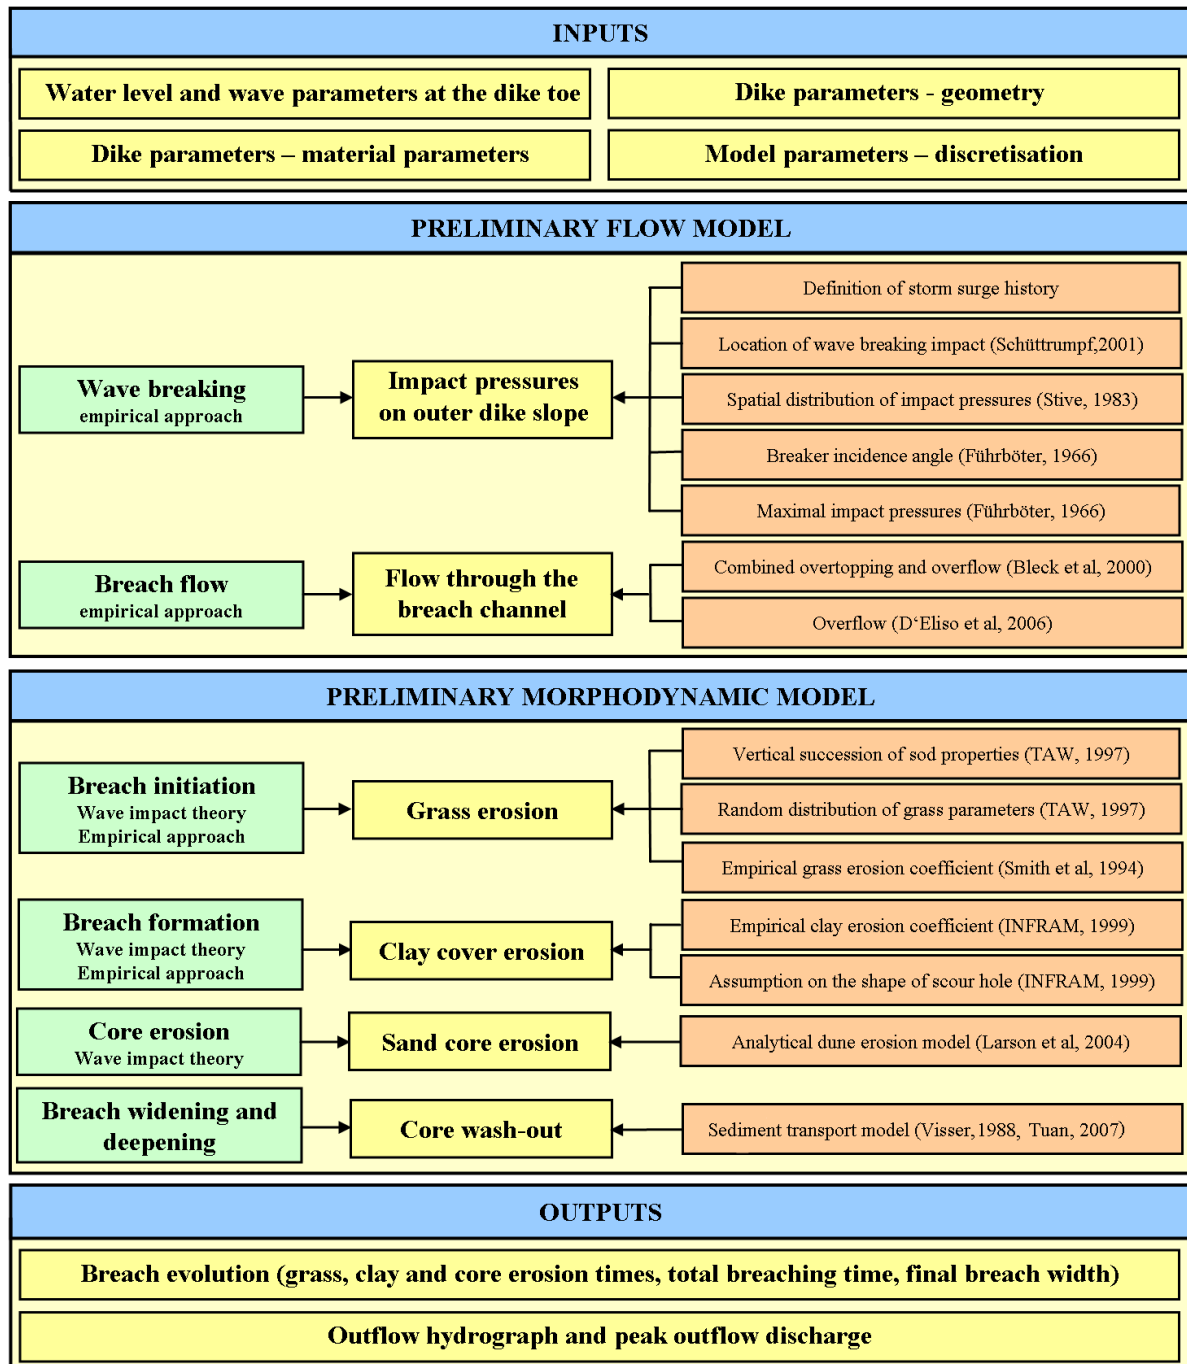 INPUTS
Water level and wave parameters at the dike toe
Dike parameters - geometry
Dike parameters – material parameters
Model parameters – discretisation
PRELIMINARY FLOW MODEL
Wave breaking
empirical approach
Impact pressures
on outer dike slope
Definition of storm surge history
Location of wave breaking impact (Schüttrumpf,2001)
Spatial distribution of impact pressures (Stive, 1983)
Breaker incidence angle (Führböter, 1966)
Maximal impact pressures (Führböter, 1966)
Breach flow
empirical approach
Flow through the
breach channel
Combined overtopping and overflow (Bleck et al, 2000)
Overflow (D‘Eliso et al, 2006)
PRELIMINARY MORPHODYNAMIC MODEL
Breach initiation
Wave impact theory
Empirical approach
Grass erosion
Vertical succession of sod properties (TAW, 1997)
Random distribution of grass parameters (TAW, 1997)
Empirical grass erosion coefficient (Smith et al, 1994)
Breach formation
Wave impact theory
Empirical approach
Clay cover erosion
Empirical clay erosion coefficient (INFRAM, 1999)
Assumption on the shape of scour hole (INFRAM, 1999)
Core erosion
Wave impact theory
Sand core erosion
Analytical dune erosion model (Larson et al, 2004)
Breach widening and
deepening
Core wash-out
Sediment transport model (Visser,1988, Tuan, 2007)
OUTPUTS
Breach evolution (grass, clay and core erosion times, total breaching time, final breach width)
Outflow hydrograph and peak outflow discharge